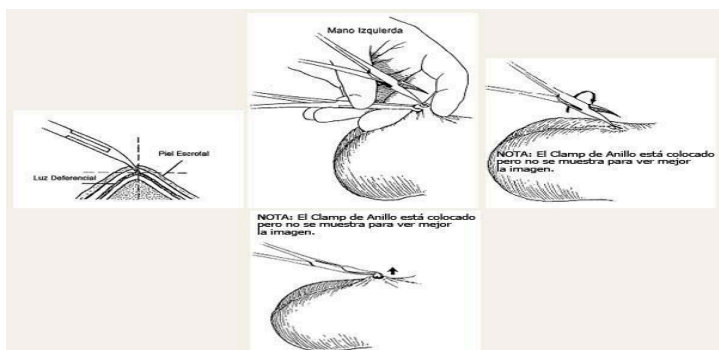 Mano Izquierda
Piel Escrotal
Luz Deferencial
NOTA: El Clamp de Anillo está colocado
pero no se muestra para ver mejor
la imagen.
NOTA: El Clamp de Anillo está colocado
pero no se muestra para ver mejor
la imagen.